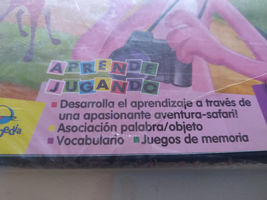 APRENDE
JUGANDO
Desarrolla el aprendizaje a través de
una apasionante aventura-safari!
Asociación palabra/objeto
Vocabulario Juegos de memoria